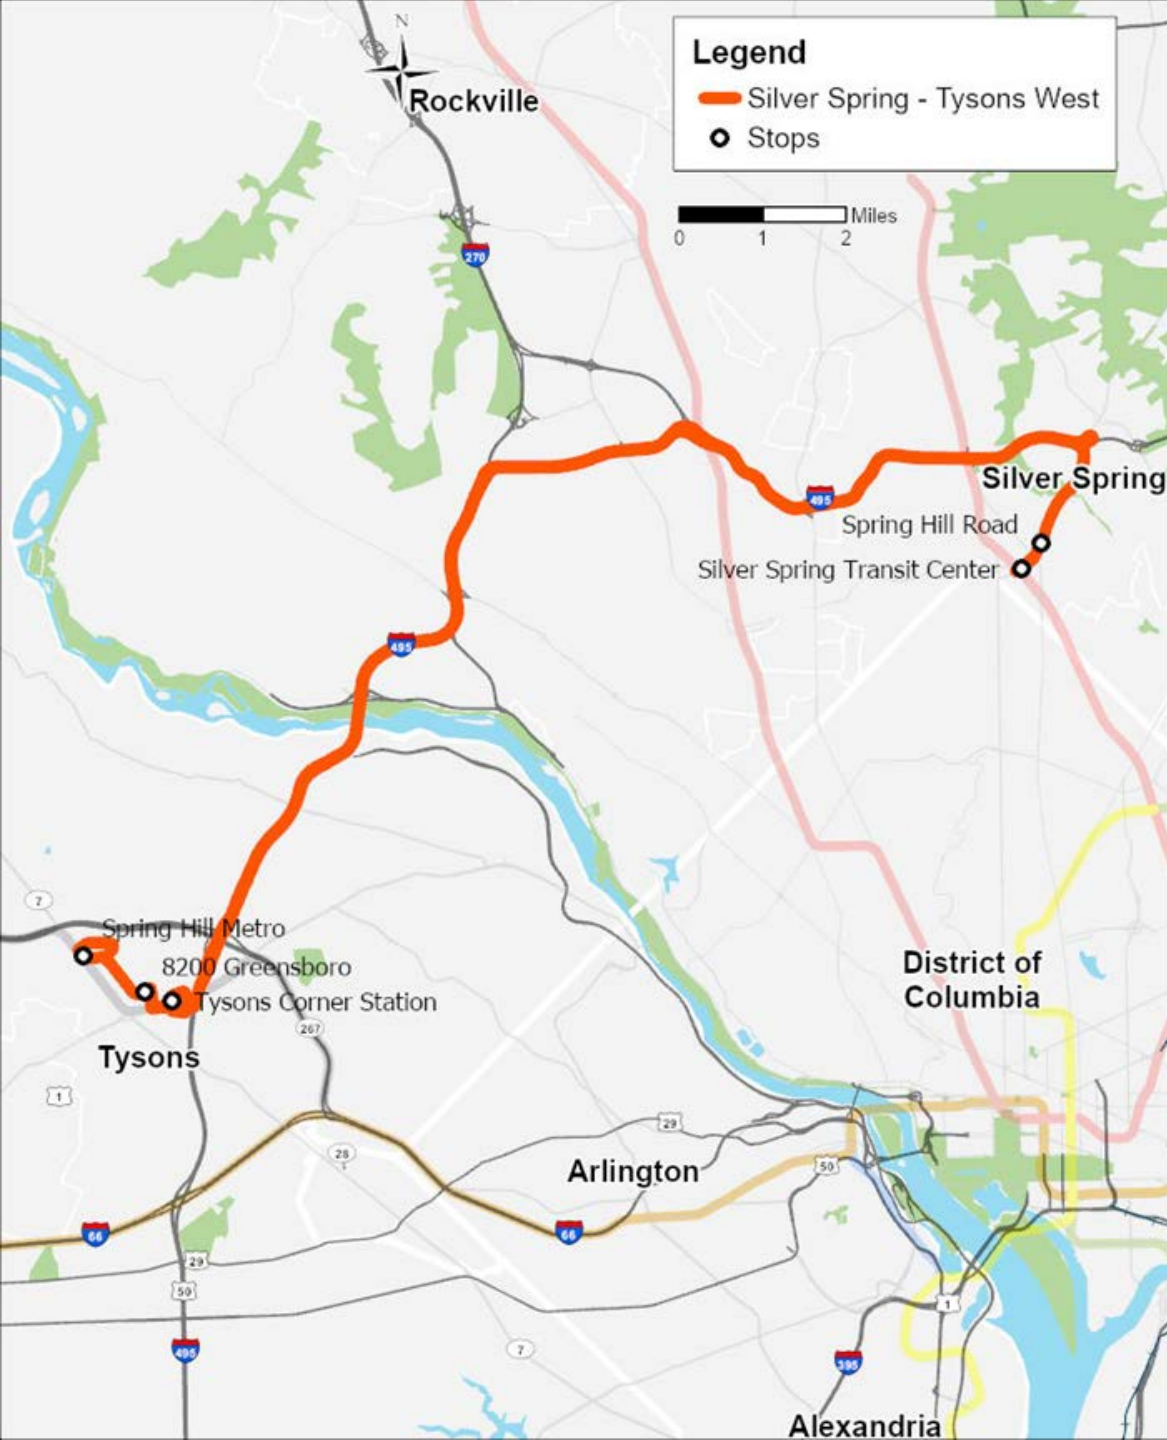 N
Rockville
Legend
Silver Spring - Tysons West
Stops
Miles
0 1 2
270
495
Silver Spring
Spring Hill Road
Silver Spring Transit Center
495
7
Spring Hill Metro
8200 Greensboro
Tysons Corner Station
District of
Columbia
267
Tysons
1
29
28
Arlington
50
66
66
29
50
1
495
7
395
Alexandria